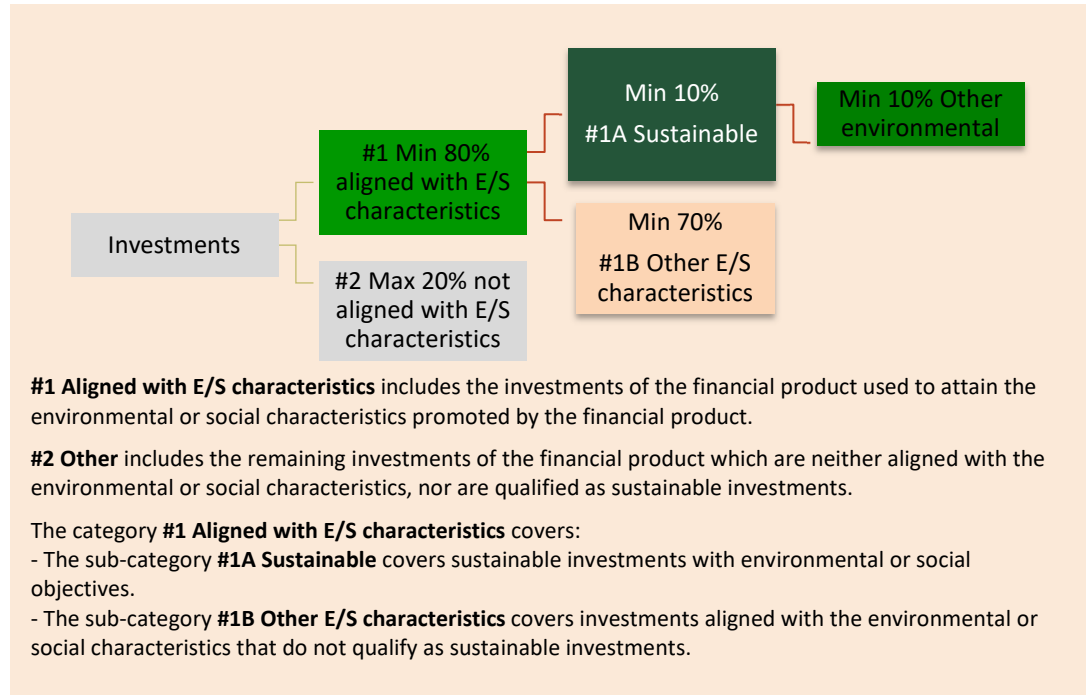 Min 10%
#1A Sustainable
Min 10% Other
environmental
#1 Min 80%
aligned with E/S
characteristics
Investments
Min 70%
#1B Other E/S
characteristics
#2 Max 20% not
aligned with E/S
characteristics
#1 Aligned with E/S characteristics includes the investments of the financial product used to attain the
environmental or social characteristics promoted by the financial product.
#2 Other includes the remaining investments of the financial product which are neither aligned with the
environmental or social characteristics, nor are qualified as sustainable investments.
The category #1 Aligned with E/S characteristics covers:
- The sub-category #1A Sustainable covers sustainable investments with environmental or social
objectives.
- The sub-category #1B Other E/S characteristics covers investments aligned with the environmental or
social characteristics that do not qualify as sustainable investments.